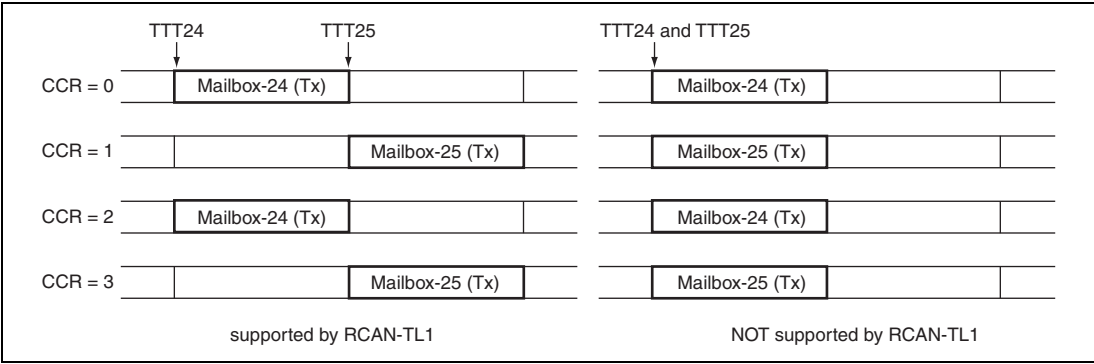 TTT24 TTT25 TTT24 and TTT25
CCR = 0 Mailbox-24 (Tx) Mailbox-24 (Tx)
CCR = 1 Mailbox-25 (Tx) Mailbox-25 (Tx)
CCR = 2 Mailbox-24 (Tx) Mailbox-24 (Tx)
CCR = 3 Mailbox-25 (Tx) Mailbox-25 (Tx)
supported by RCAN-TL1 NOT supported by RCAN-TL1